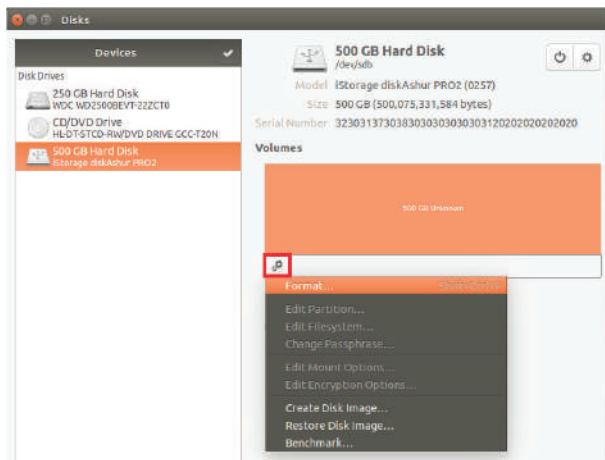 Disks
Devices
Disk Drives
250 GB Hard Disk
WDC WD2500BEVT-22ZCT0
CD/DVD Drive
HL-DT-STCD-RW/DVD DRIVE GCC-T20N
500 GB Hard Disk
iStorage diskAshur PRO2
500 GB Hard Disk
/dev/sdb
Model iStorage diskAshur PRO2 (0257)
Size 500 GB (500,075,331,584 bytes)
Serial Number
Volumes
500 GB Unknown
Format...
Edit Partition...
Edit Filesystem...
Change Passphrase...
Edit Mount Options...
Edit Encryption Options...
Create Disk Image...
Restore Disk Image...
Benchmark...